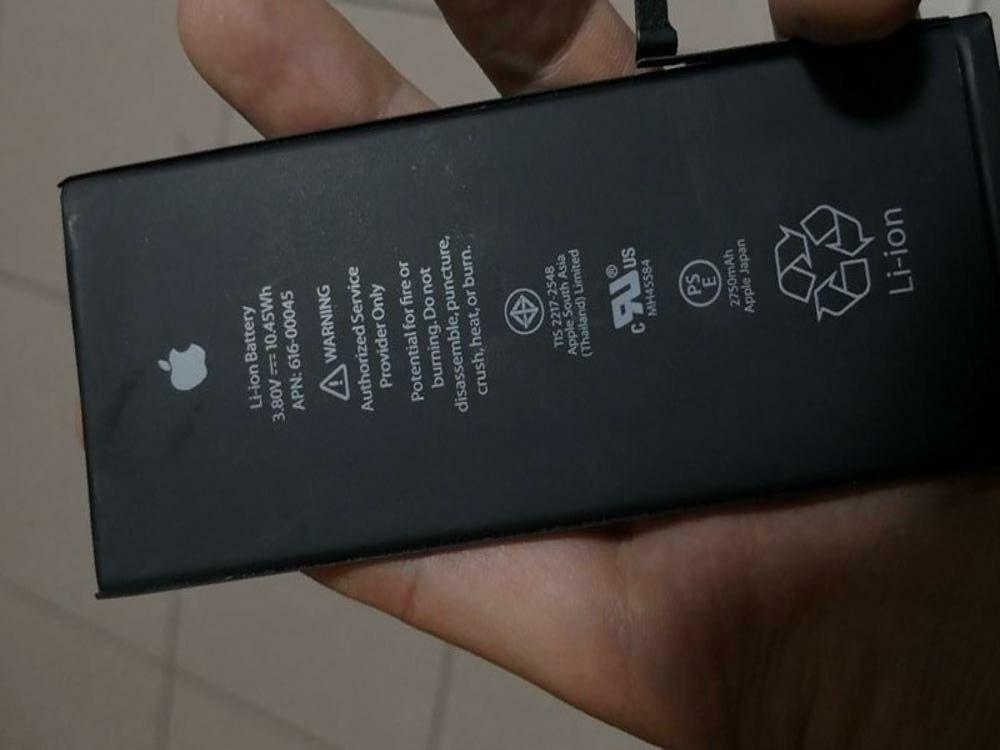 Li-ion Battery
3.80V ⎓ 10.45Wh
APN: 616-00045
⚠ WARNING
Authorized Service
Provider Only
Potential for fire or
burning. Do not
disassemble, puncture,
crush, heat, or burn.
TIS 2217-2548
Apple South Asia
(Thailand) Limited
c RU ® US
MH45584
PS
E
2750mAh
Apple Japan
Li-ion